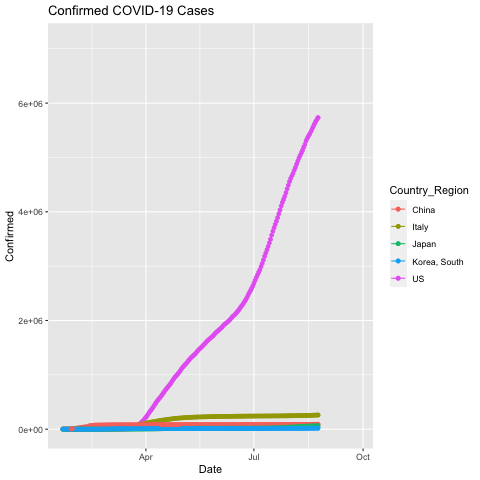 Confirmed COVID-19 Cases
6e+06
4e+06
2e+06
0e+00
Confirmed
Apr
Jul
Oct
Date
Country_Region
China
Italy
Japan
Korea, South
US